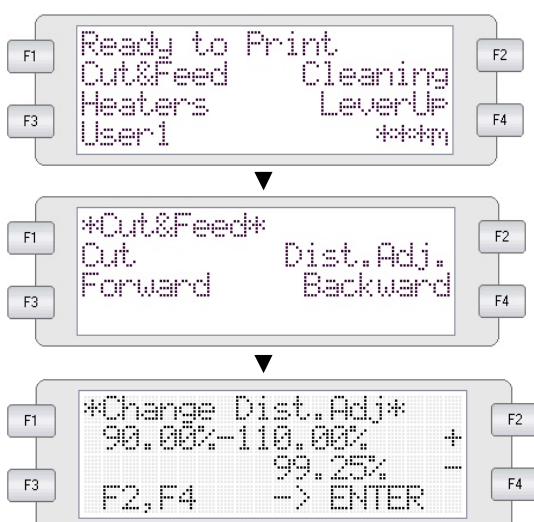 F1
F2
F3
F4
Ready to Print
Cut&Feed Cleaning
Heaters LeverUp
User1 ***m
▼
F1
F2
F3
F4
*Cut&Feed*
Cut Dist.Adj.
Forward Backward
▼
F1
F2
F3
F4
*Change Dist.Adj*
90.00%-110.00% +
99.25% -
F2,F4 -> ENTER